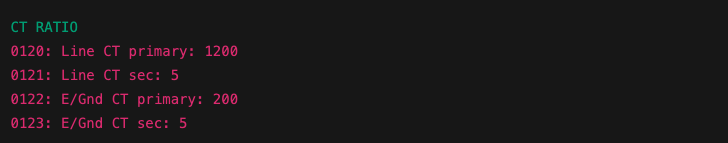 CT RATIO
0120: Line CT primary: 1200
0121: Line CT sec: 5
0122: E/Gnd CT primary: 200
0123: E/Gnd CT sec: 5